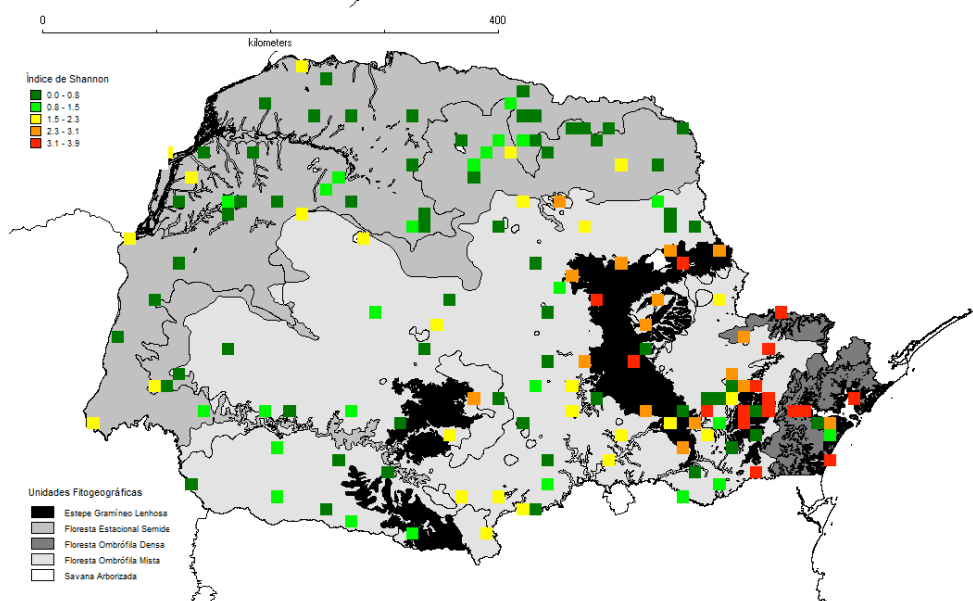 0 400
kilometers
Índice de Shannon
0.0 - 0.8
0.8 - 1.5
1.5 - 2.3
2.3 - 3.1
3.1 - 3.9
Unidades Fitogeográficas
Estepe Gramíneo Lenhosa
Floresta Estacional Semide
Floresta Ombrófila Densa
Floresta Ombrófila Mista
Savana Arborizada